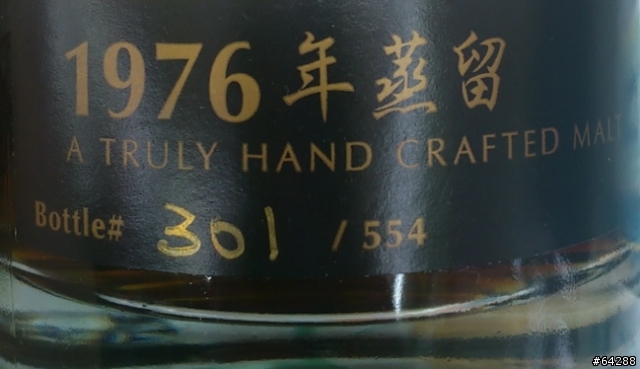 1976年蒸留
A TRULY HAND CRAFTED MALT
Bottle# 301 / 554
#64288